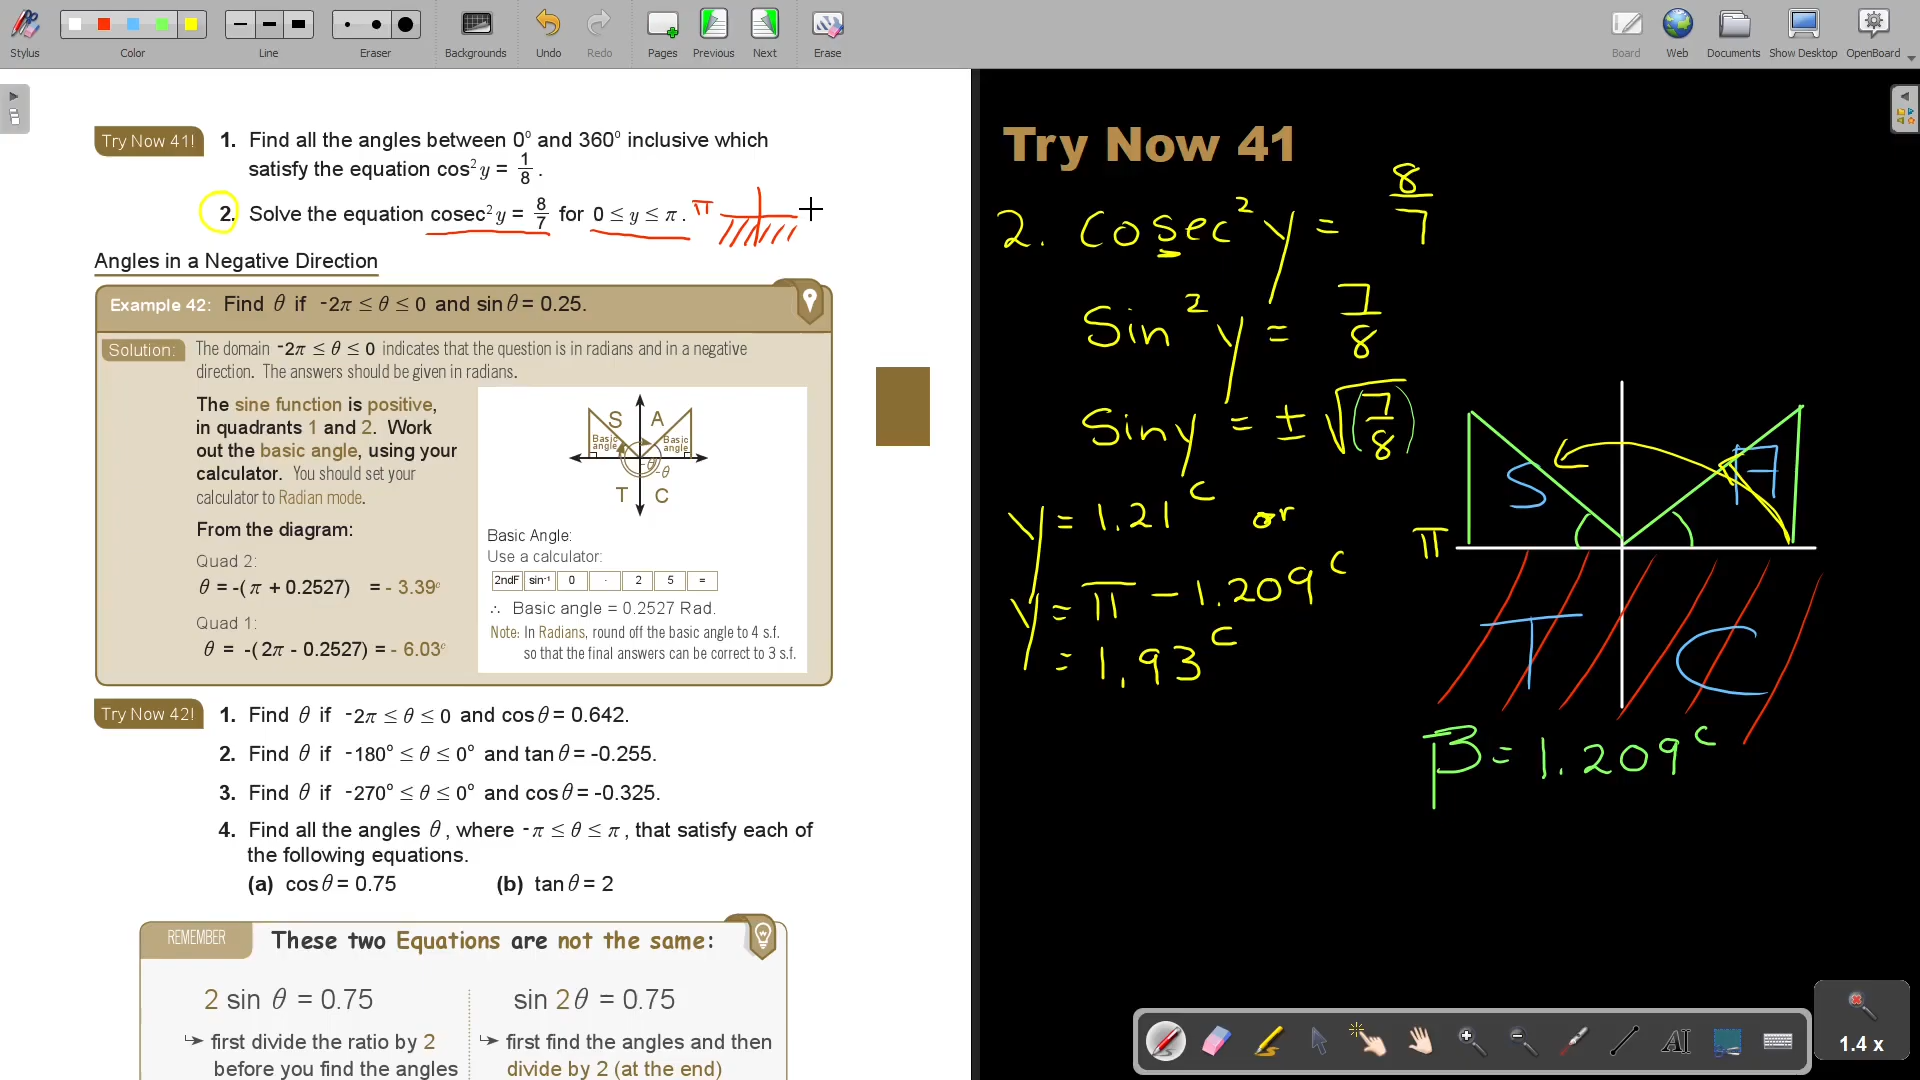 Stylus
Color
Line
Eraser
Backgrounds
Undo
Redo
Pages
Previous
Next
Erase
Board
Web
Documents
Show Desktop
OpenBoard
Try Now 41!
1. Find all the angles between 0° and 360° inclusive which
satisfy the equation cos² y = 1/8 .
2. Solve the equation cosec² y = 8/7 for 0 ≤ y ≤ π . π
Angles in a Negative Direction
Example 42: Find θ if -2π ≤ θ ≤ 0 and sin θ = 0.25.
Solution:
The domain -2π ≤ θ ≤ 0 indicates that the question is in radians and in a negative
direction. The answers should be given in radians.
The sine function is positive,
in quadrants 1 and 2. Work
out the basic angle, using your
calculator. You should set your
calculator to Radian mode.
From the diagram:
Quad 2:
θ = -( π + 0.2527) = - 3.39ᶜ
Quad 1:
θ = -( 2π - 0.2527) = - 6.03ᶜ
S A
Basic angle
Basic angle
-θ
-θ
T C
Basic Angle:
Use a calculator:
2ndF sin⁻¹ 0 · 2 5 =
∴ Basic angle = 0.2527 Rad.
Note: In Radians, round off the basic angle to 4 s.f.
so that the final answers can be correct to 3 s.f.
Try Now 42!
1. Find θ if -2π ≤ θ ≤ 0 and cos θ = 0.642.
2. Find θ if -180° ≤ θ ≤ 0° and tan θ = -0.255.
3. Find θ if -270° ≤ θ ≤ 0° and cos θ = -0.325.
4. Find all the angles θ , where -π ≤ θ ≤ π , that satisfy each of
the following equations.
(a) cos θ = 0.75 (b) tan θ = 2
REMEMBER
These two Equations are not the same:
2 sin θ = 0.75
sin 2θ = 0.75
first divide the ratio by 2
before you find the angles
first find the angles and then
divide by 2 (at the end)
Try Now 41
2. Cosec² y = 8/7
Sin² y = 7/8
Sin y = ± √(7/8)
y = 1.21ᶜ or
y = π - 1.209ᶜ
= 1.93ᶜ
S A
π
T C
β = 1.209ᶜ
AI
1.4 x